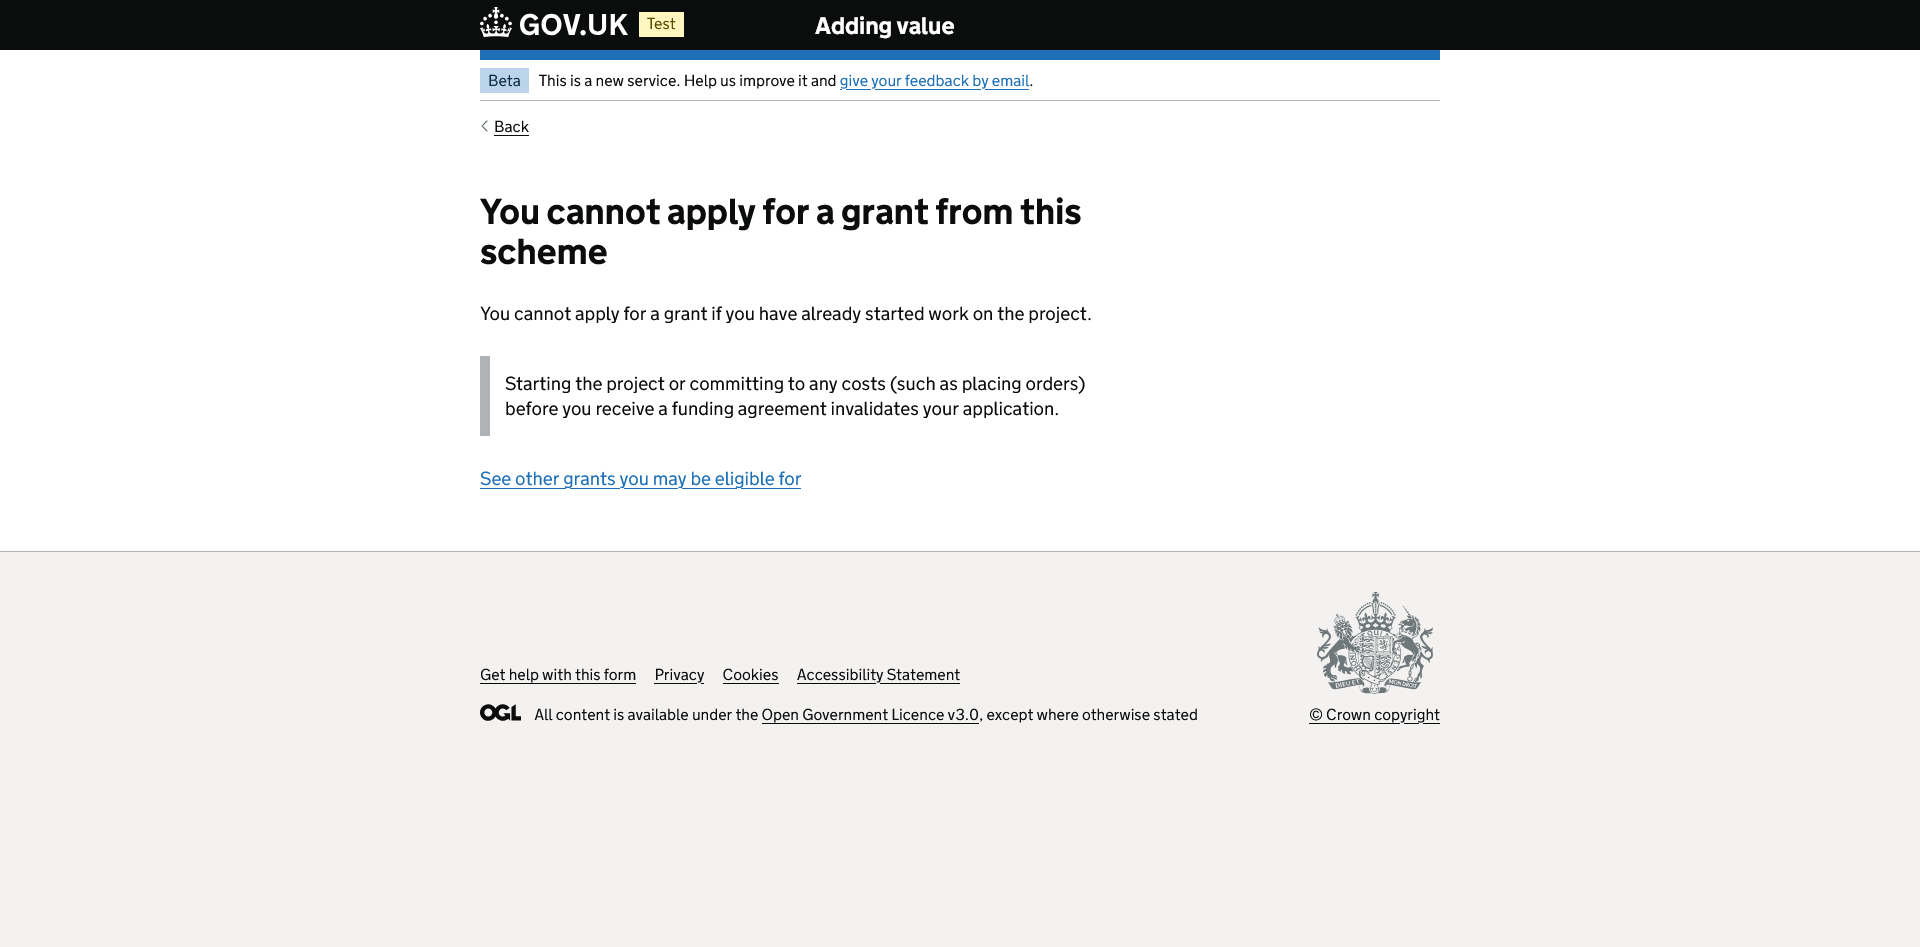 GOV.UK Test Adding value
Beta This is a new service. Help us improve it and give your feedback by email.
Back
You cannot apply for a grant from this
scheme
You cannot apply for a grant if you have already started work on the project.
Starting the project or committing to any costs (such as placing orders)
before you receive a funding agreement invalidates your application.
See other grants you may be eligible for
Get help with this form Privacy Cookies Accessibility Statement
OGL All content is available under the Open Government Licence v3.0, except where otherwise stated
© Crown copyright